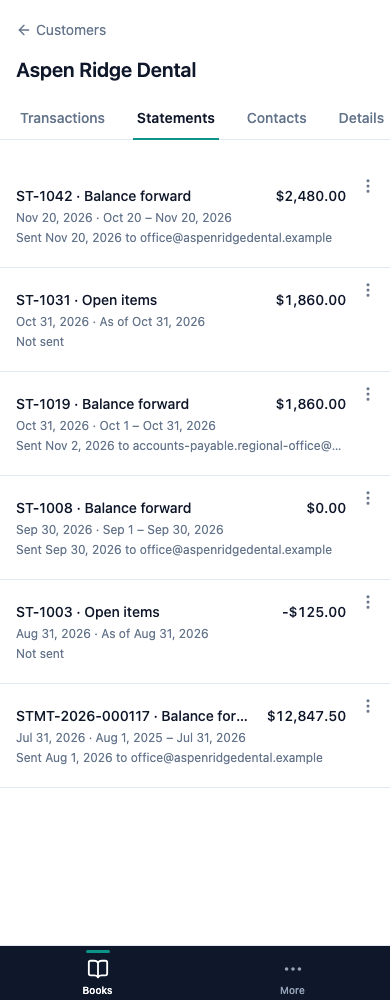 Customers
Aspen Ridge Dental
Transactions Statements Contacts Details
ST-1042 · Balance forward $2,480.00
Nov 20, 2026 · Oct 20 – Nov 20, 2026
Sent Nov 20, 2026 to office@aspenridgedental.example
ST-1031 · Open items $1,860.00
Oct 31, 2026 · As of Oct 31, 2026
Not sent
ST-1019 · Balance forward $1,860.00
Oct 31, 2026 · Oct 1 – Oct 31, 2026
Sent Nov 2, 2026 to accounts-payable.regional-office@...
ST-1008 · Balance forward $0.00
Sep 30, 2026 · Sep 1 – Sep 30, 2026
Sent Sep 30, 2026 to office@aspenridgedental.example
ST-1003 · Open items -$125.00
Aug 31, 2026 · As of Aug 31, 2026
Not sent
STMT-2026-000117 · Balance for... $12,847.50
Jul 31, 2026 · Aug 1, 2025 – Jul 31, 2026
Sent Aug 1, 2026 to office@aspenridgedental.example
Books More